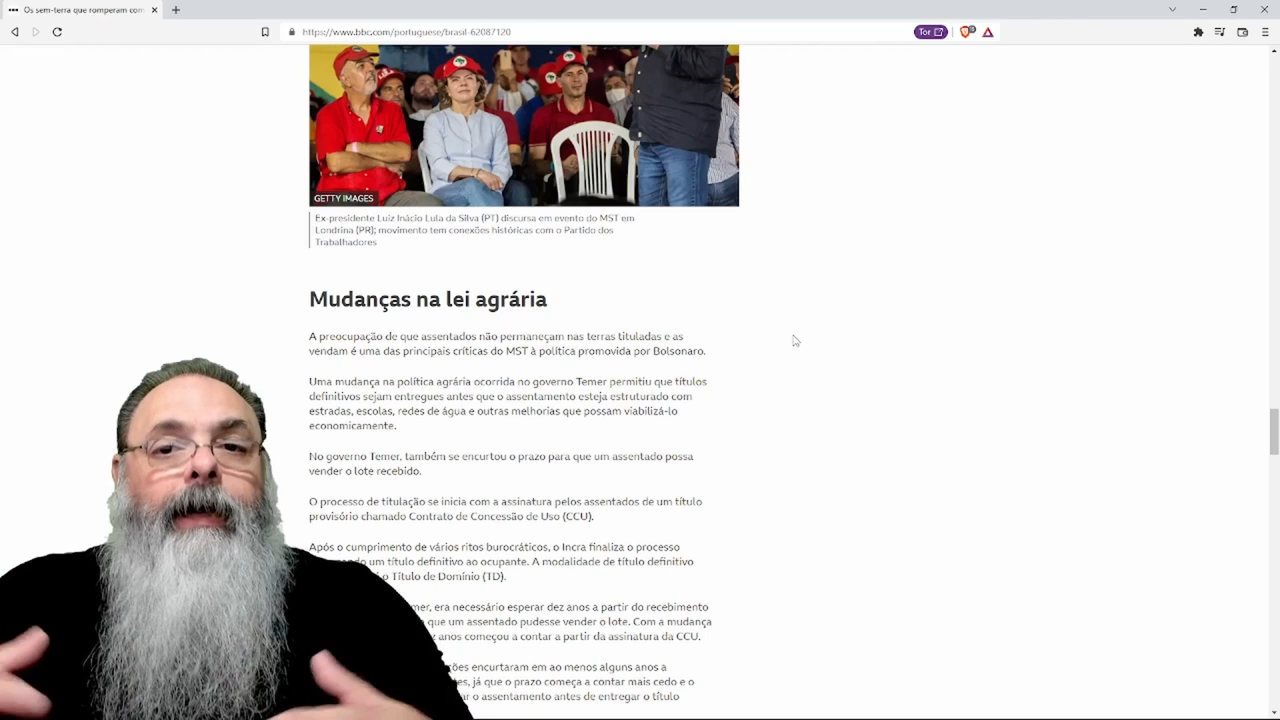 Os sem-terra que romperam com
https://www.bbc.com/portuguese/brasil-62087120
Tor
GETTY IMAGES
Ex-presidente Luiz Inácio Lula da Silva (PT) discursa em evento do MST em
Londrina (PR); movimento tem conexões históricas com o Partido dos
Trabalhadores
Mudanças na lei agrária
A preocupação de que assentados não permaneçam nas terras tituladas e as
vendam é uma das principais críticas do MST à política promovida por Bolsonaro.
Uma mudança na política agrária ocorrida no governo Temer permitiu que títulos
definitivos sejam entregues antes que o assentamento esteja estruturado com
estradas, escolas, redes de água e outras melhorias que possam viabilizá-lo
economicamente.
No governo Temer, também se encurtou o prazo para que um assentado possa
vender o lote recebido.
O processo de titulação se inicia com a assinatura pelos assentados de um título
provisório chamado Contrato de Concessão de Uso (CCU).
Após o cumprimento de vários ritos burocráticos, o Incra finaliza o processo
um título definitivo ao ocupante. A modalidade de título definitivo
o Título de Domínio (TD).
era necessário esperar dez anos a partir do recebimento
que um assentado pudesse vender o lote. Com a mudança
anos começou a contar a partir da assinatura da CCU.
encurtaram em ao menos alguns anos a
já que o prazo começa a contar mais cedo e o
o assentamento antes de entregar o título